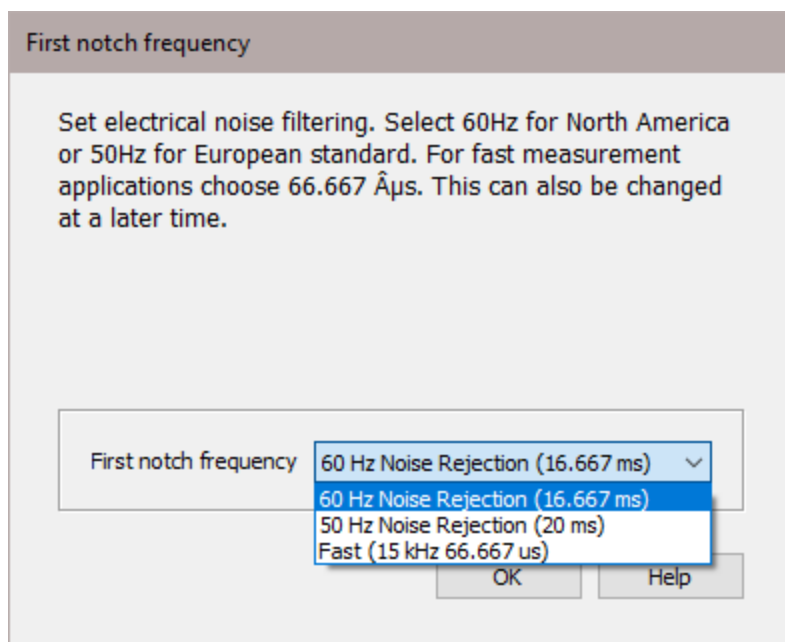 First notch frequency
Set electrical noise filtering. Select 60Hz for North America
or 50Hz for European standard. For fast measurement
applications choose 66.667 Âµs. This can also be changed
at a later time.
First notch frequency 60 Hz Noise Rejection (16.667 ms)
60 Hz Noise Rejection (16.667 ms)
50 Hz Noise Rejection (20 ms)
Fast (15 kHz 66.667 us)
OK Help